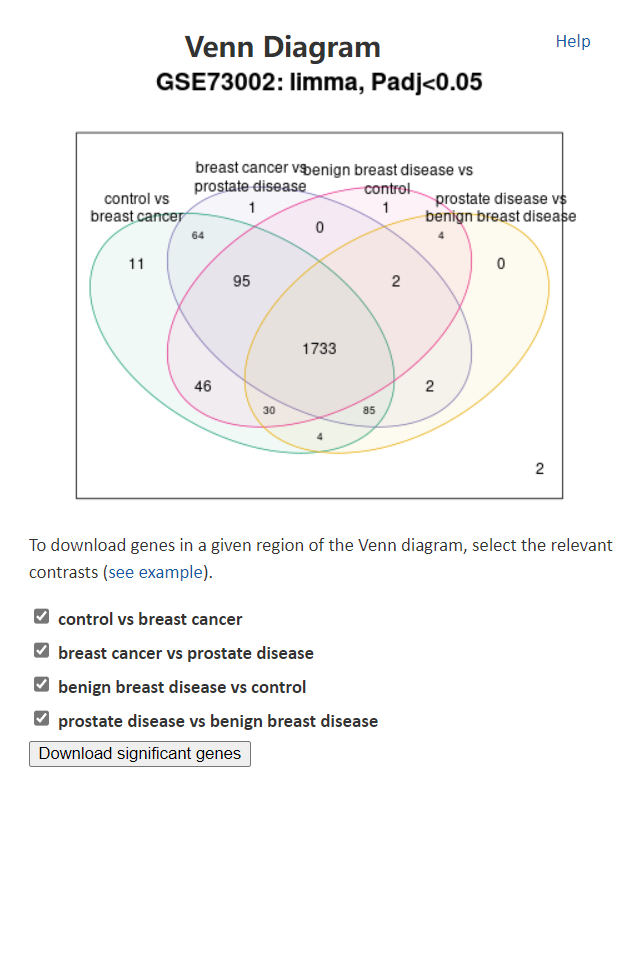 Venn Diagram
Help
GSE73002: limma, Padj<0.05
breast cancer vs
prostate disease
benign breast disease vs
control
control vs
breast cancer
prostate disease vs
benign breast disease
1
1
64
0
4
11
0
95
2
1733
46
2
30
85
4
2
To download genes in a given region of the Venn diagram, select the relevant
contrasts (see example).
control vs breast cancer
breast cancer vs prostate disease
benign breast disease vs control
prostate disease vs benign breast disease
Download significant genes